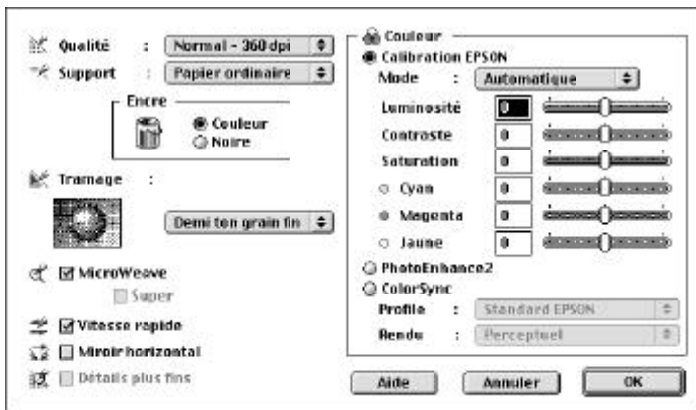 Qualité : Normal - 360 dpi
Support : Papier ordinaire
Encre
Couleur
Noire
Tramage :
Demi ton grain fin
MicroWeave
Super
Vitesse rapide
Miroir horizontal
Détails plus fins
Couleur
Calibration EPSON
Mode : Automatique
Luminosité 0
Contraste 0
Saturation 0
Cyan 0
Magenta 0
Jaune 0
PhotoEnhance2
ColorSync
Profile : Standard EPSON
Rendu : Perceptuel
Aide Annuler OK